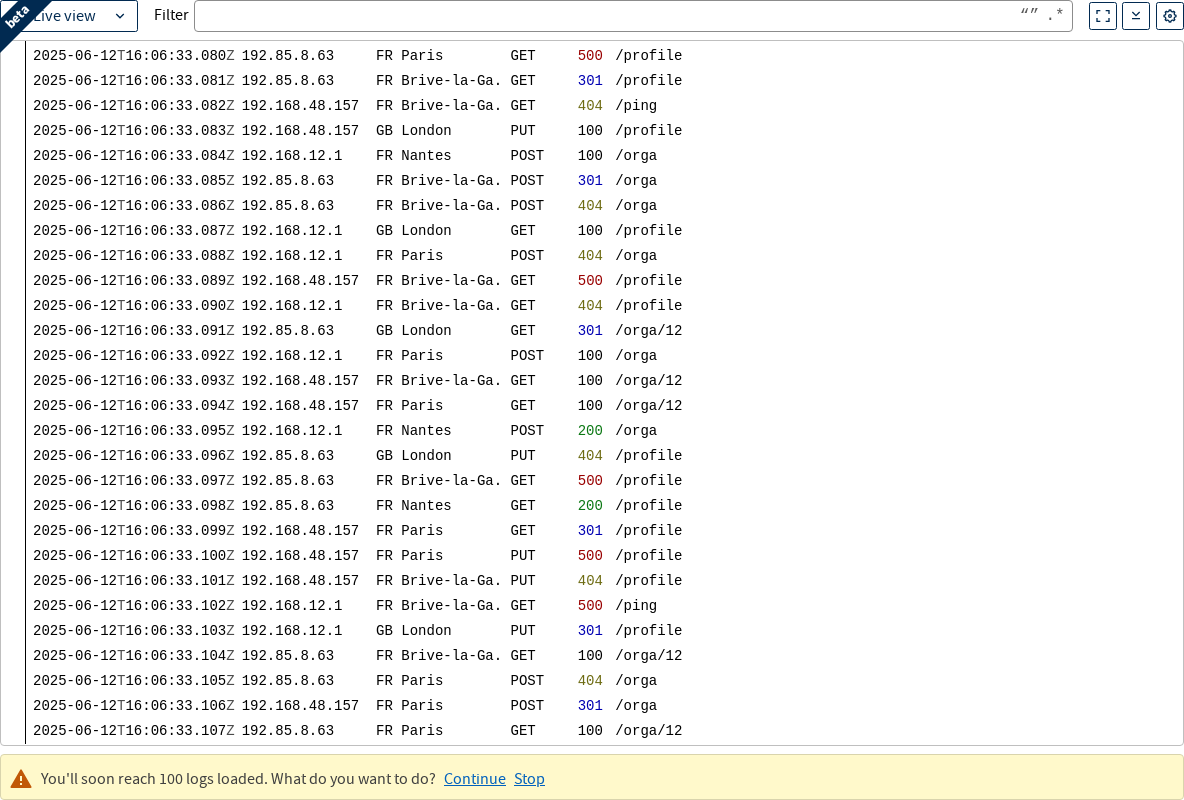 beta
Live view Filter “” .*
2025-06-12T16:06:33.080Z 192.85.8.63 FR Paris GET 500 /profile
2025-06-12T16:06:33.081Z 192.85.8.63 FR Brive-la-Ga. GET 301 /profile
2025-06-12T16:06:33.082Z 192.168.48.157 FR Brive-la-Ga. GET 404 /ping
2025-06-12T16:06:33.083Z 192.168.48.157 GB London PUT 100 /profile
2025-06-12T16:06:33.084Z 192.168.12.1 FR Nantes POST 100 /orga
2025-06-12T16:06:33.085Z 192.85.8.63 FR Brive-la-Ga. POST 301 /orga
2025-06-12T16:06:33.086Z 192.85.8.63 FR Brive-la-Ga. POST 404 /orga
2025-06-12T16:06:33.087Z 192.168.12.1 GB London GET 100 /profile
2025-06-12T16:06:33.088Z 192.168.12.1 FR Paris POST 404 /orga
2025-06-12T16:06:33.089Z 192.168.48.157 FR Brive-la-Ga. GET 500 /profile
2025-06-12T16:06:33.090Z 192.168.12.1 FR Brive-la-Ga. GET 404 /profile
2025-06-12T16:06:33.091Z 192.85.8.63 GB London GET 301 /orga/12
2025-06-12T16:06:33.092Z 192.168.12.1 FR Paris POST 100 /orga
2025-06-12T16:06:33.093Z 192.168.48.157 FR Brive-la-Ga. GET 100 /orga/12
2025-06-12T16:06:33.094Z 192.168.48.157 FR Paris GET 100 /orga/12
2025-06-12T16:06:33.095Z 192.168.12.1 FR Nantes POST 200 /orga
2025-06-12T16:06:33.096Z 192.85.8.63 GB London PUT 404 /profile
2025-06-12T16:06:33.097Z 192.85.8.63 FR Brive-la-Ga. GET 500 /profile
2025-06-12T16:06:33.098Z 192.85.8.63 FR Nantes GET 200 /profile
2025-06-12T16:06:33.099Z 192.168.48.157 FR Paris GET 301 /profile
2025-06-12T16:06:33.100Z 192.168.48.157 FR Paris PUT 500 /profile
2025-06-12T16:06:33.101Z 192.168.48.157 FR Brive-la-Ga. PUT 404 /profile
2025-06-12T16:06:33.102Z 192.168.12.1 FR Brive-la-Ga. GET 500 /ping
2025-06-12T16:06:33.103Z 192.168.12.1 GB London PUT 301 /profile
2025-06-12T16:06:33.104Z 192.85.8.63 FR Brive-la-Ga. GET 100 /orga/12
2025-06-12T16:06:33.105Z 192.85.8.63 FR Paris POST 404 /orga
2025-06-12T16:06:33.106Z 192.168.48.157 FR Paris POST 301 /orga
2025-06-12T16:06:33.107Z 192.85.8.63 FR Paris GET 100 /orga/12
You'll soon reach 100 logs loaded. What do you want to do? Continue Stop